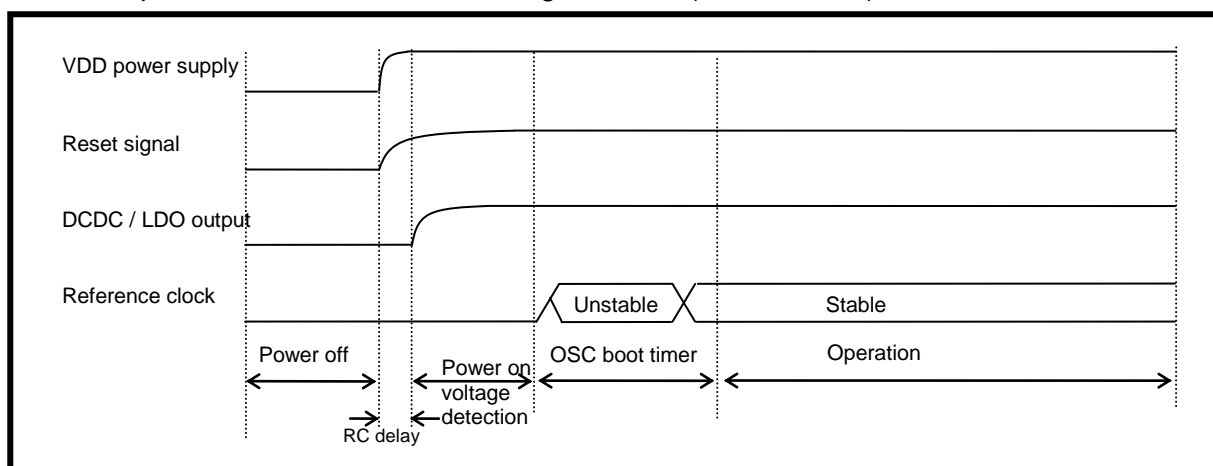 VDD power supply
Reset signal
DCDC / LDO output
Reference clock
Unstable
Stable
Power off
Power on
voltage
detection
OSC boot timer
Operation
RC delay